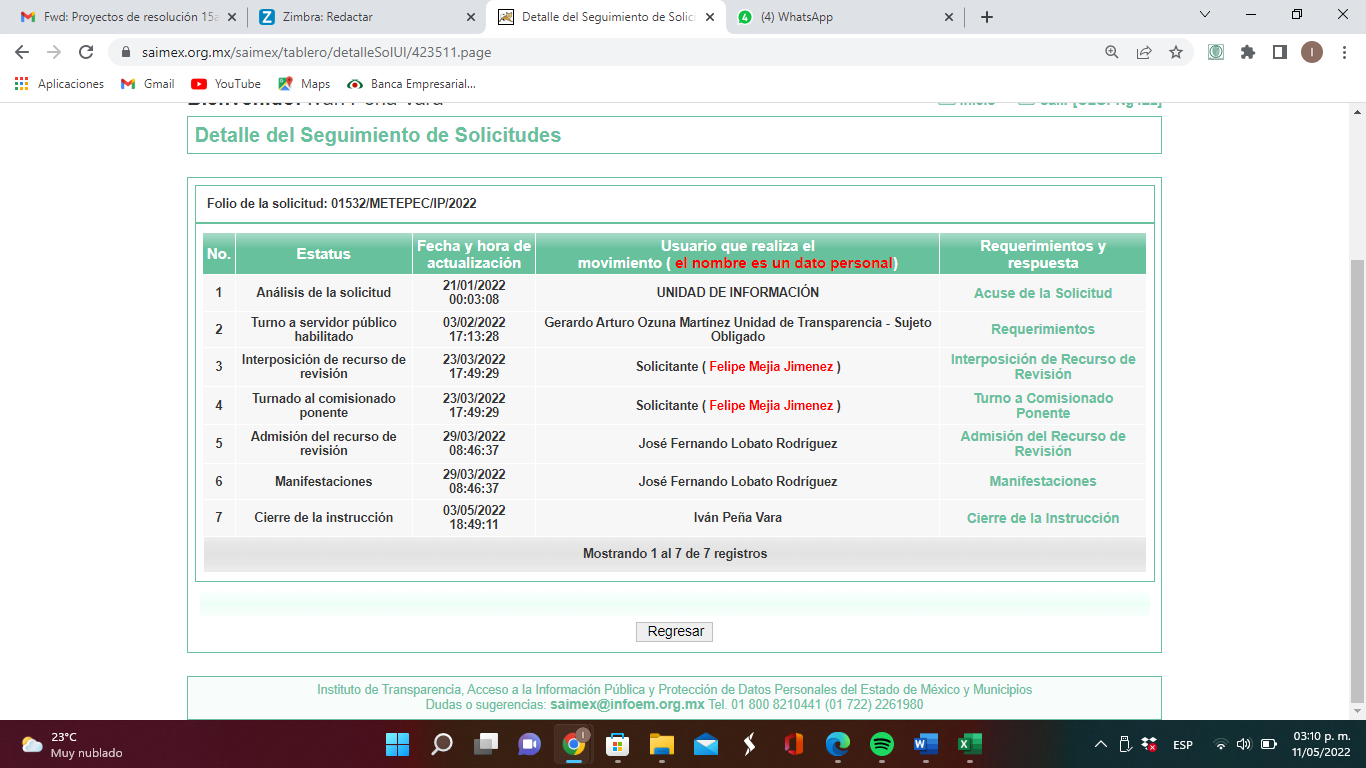 Fwd: Proyectos de resolución 15a
Zimbra: Redactar
Detalle del Seguimiento de Solic
(4) WhatsApp
saimex.org.mx/saimex/tablero/detalleSolUI/423511.page
Aplicaciones
Gmail
YouTube
Maps
Banca Empresarial...
Detalle del Seguimiento de Solicitudes
Folio de la solicitud: 01532/METEPEC/IP/2022
No. Estatus Fecha y hora de actualización Usuario que realiza el movimiento ( el nombre es un dato personal) Requerimientos y respuesta
1 Análisis de la solicitud 21/01/2022 00:03:08 UNIDAD DE INFORMACIÓN Acuse de la Solicitud
2 Turno a servidor público habilitado 03/02/2022 17:13:28 Gerardo Arturo Ozuna Martínez Unidad de Transparencia - Sujeto Obligado Requerimientos
3 Interposición de recurso de revisión 23/03/2022 17:49:29 Solicitante ( Felipe Mejia Jimenez ) Interposición de Recurso de Revisión
4 Turnado al comisionado ponente 23/03/2022 17:49:29 Solicitante ( Felipe Mejia Jimenez ) Turno a Comisionado Ponente
5 Admisión del recurso de revisión 29/03/2022 08:46:37 José Fernando Lobato Rodríguez Admisión del Recurso de Revisión
6 Manifestaciones 29/03/2022 08:46:37 José Fernando Lobato Rodríguez Manifestaciones
7 Cierre de la instrucción 03/05/2022 18:49:11 Iván Peña Vara Cierre de la Instrucción
Mostrando 1 al 7 de 7 registros
Regresar
Instituto de Transparencia, Acceso a la Información Pública y Protección de Datos Personales del Estado de México y Municipios
Dudas o sugerencias: saimex@infoem.org.mx Tel. 01 800 8210441 (01 722) 2261980
23°C
Muy nublado
ESP
03:10 p. m.
11/05/2022